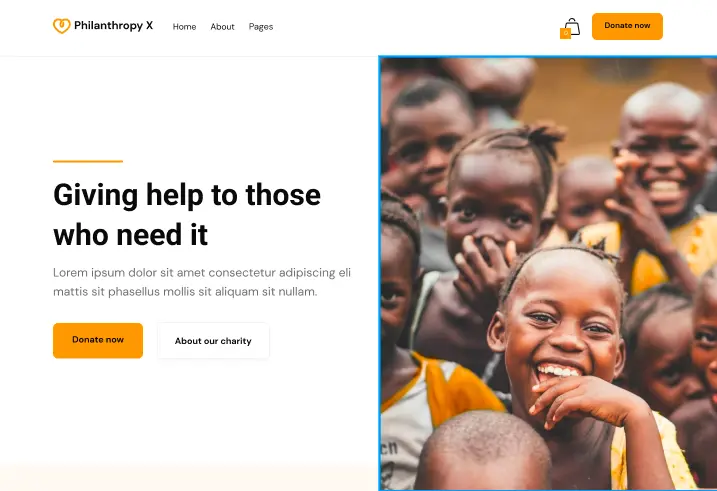 Philanthropy X
Home
About
Pages
0
Donate now
Giving help to those
who need it
Lorem ipsum dolor sit amet consectetur adipiscing eli
mattis sit phasellus mollis sit aliquam sit nullam.
Donate now
About our charity